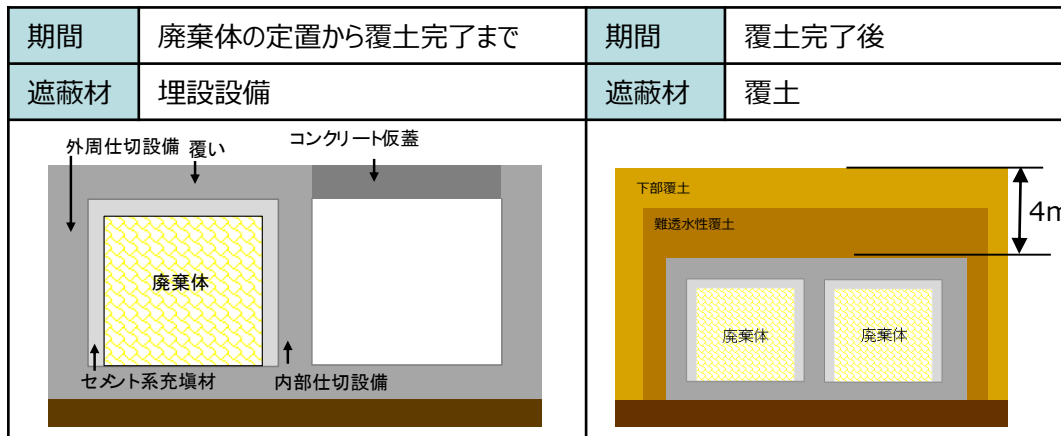 期間 廃棄体の定置から覆土完了まで 期間 覆土完了後
遮蔽材 埋設設備 遮蔽材 覆土
外周仕切設備 覆い コンクリート仮蓋
廃棄体
セメント系充塡材 内部仕切設備
下部覆土
難透水性覆土
4m
廃棄体 廃棄体